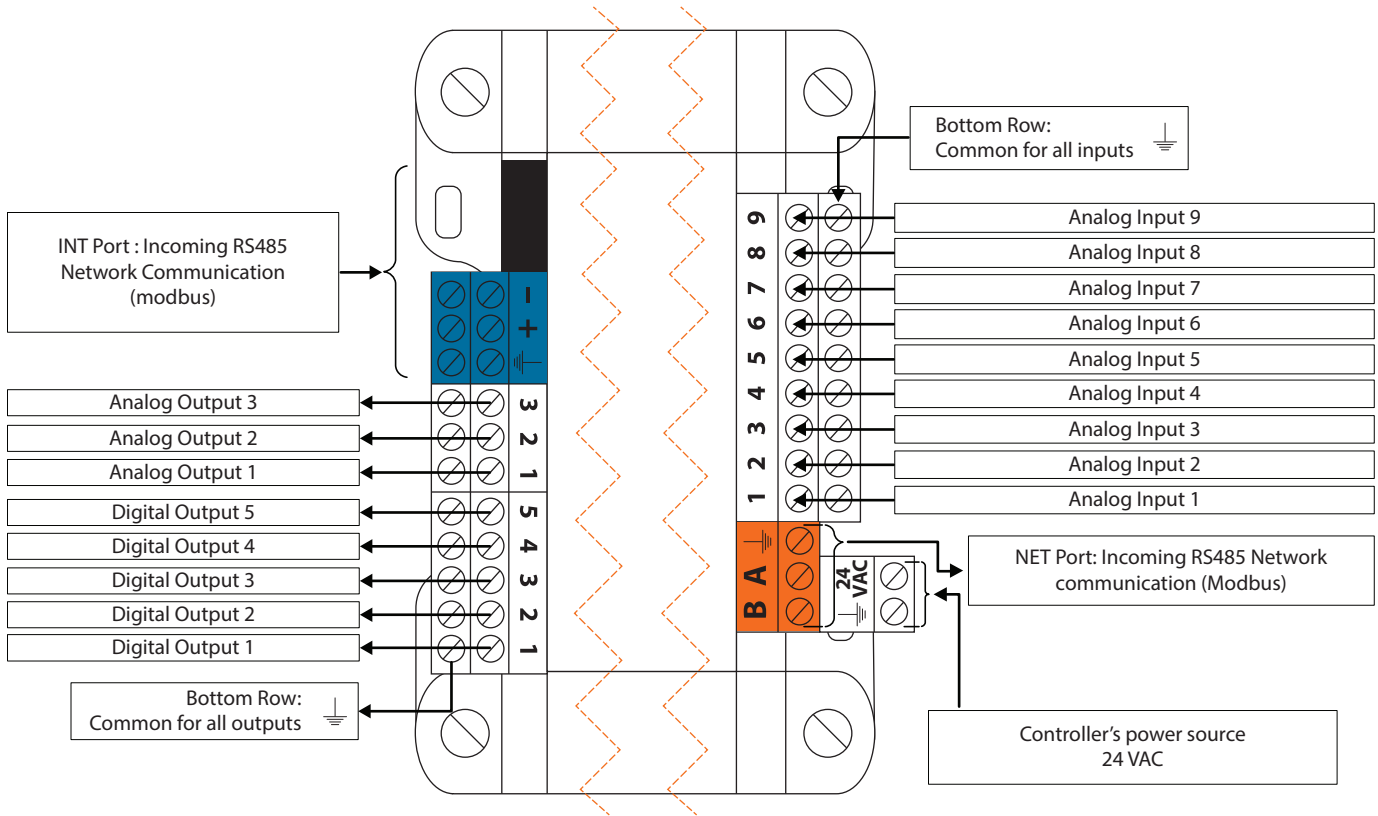 Bottom Row:
Common for all inputs
INT Port : Incoming RS485
Network Communication
(modbus)
-
+
Analog Output 3
3
Analog Output 2
2
Analog Output 1
1
Digital Output 5
5
Digital Output 4
4
Digital Output 3
3
Digital Output 2
2
Digital Output 1
1
Bottom Row:
Common for all outputs
9
Analog Input 9
8
Analog Input 8
7
Analog Input 7
6
Analog Input 6
5
Analog Input 5
4
Analog Input 4
3
Analog Input 3
2
Analog Input 2
1
Analog Input 1
B A
24
VAC
NET Port: Incoming RS485 Network
communication (Modbus)
Controller’s power source
24 VAC